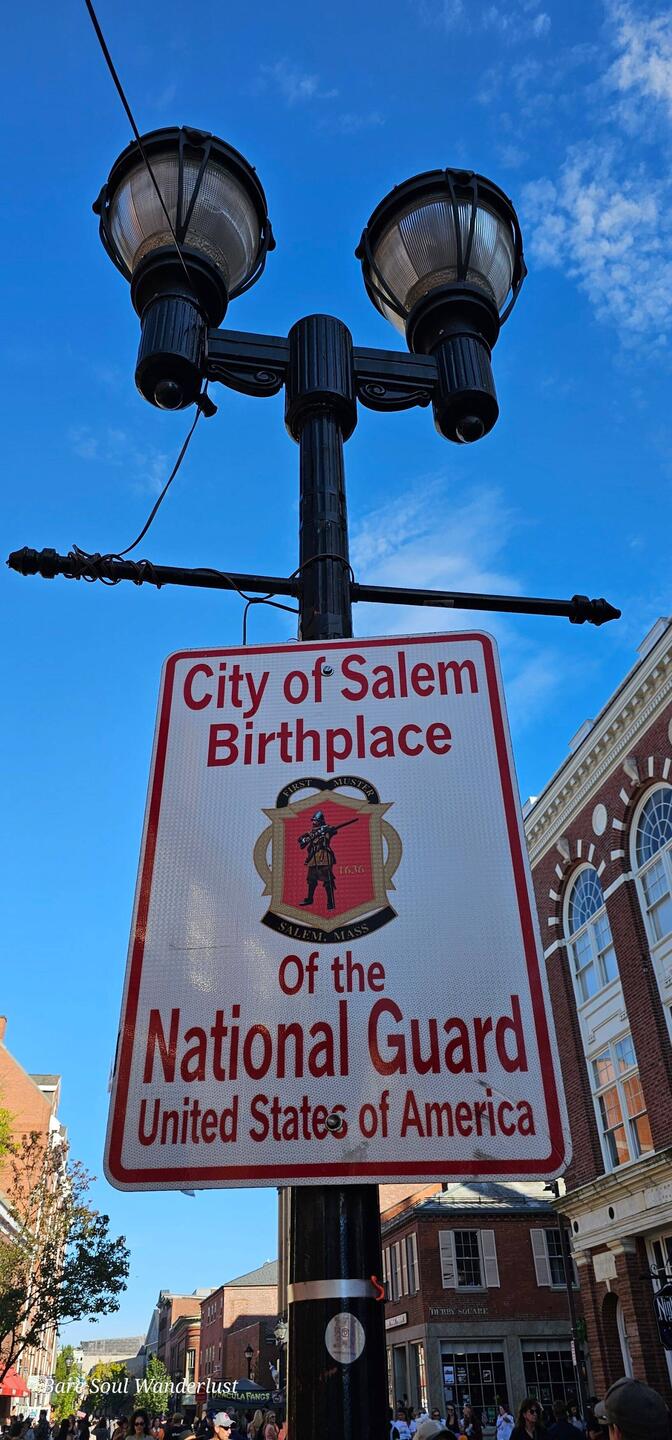 City of Salem
Birthplace
FIRST MUSTER
1636
SALEM, MASS
Of the
National Guard
United States of America
DERBY SQUARE
Bare Soul Wanderlust